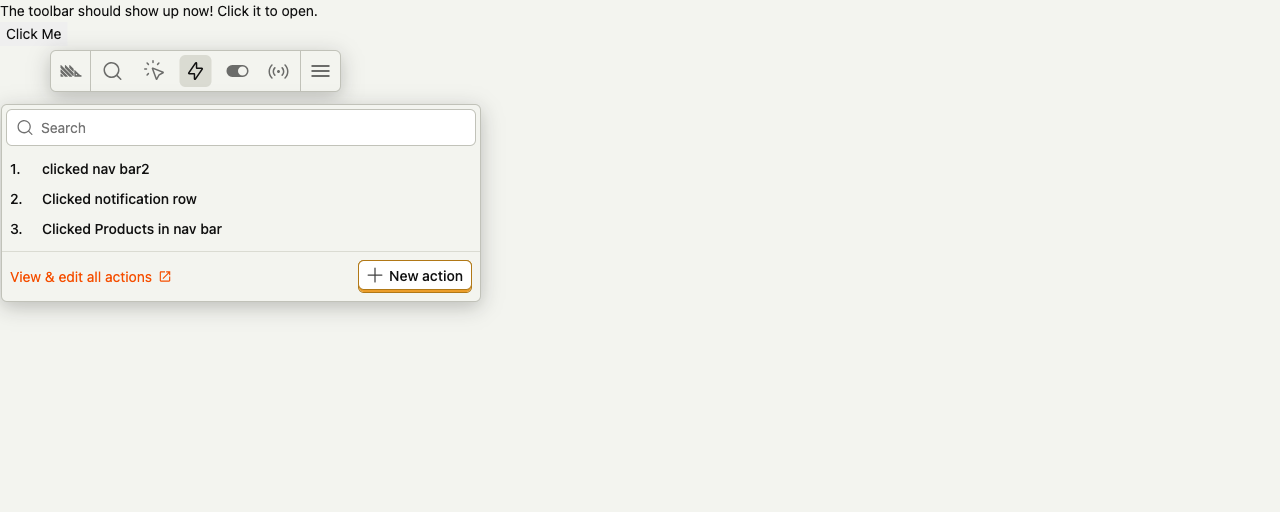 The toolbar should show up now! Click it to open.
Click Me
Search
1. clicked nav bar2
2. Clicked notification row
3. Clicked Products in nav bar
View & edit all actions
New action